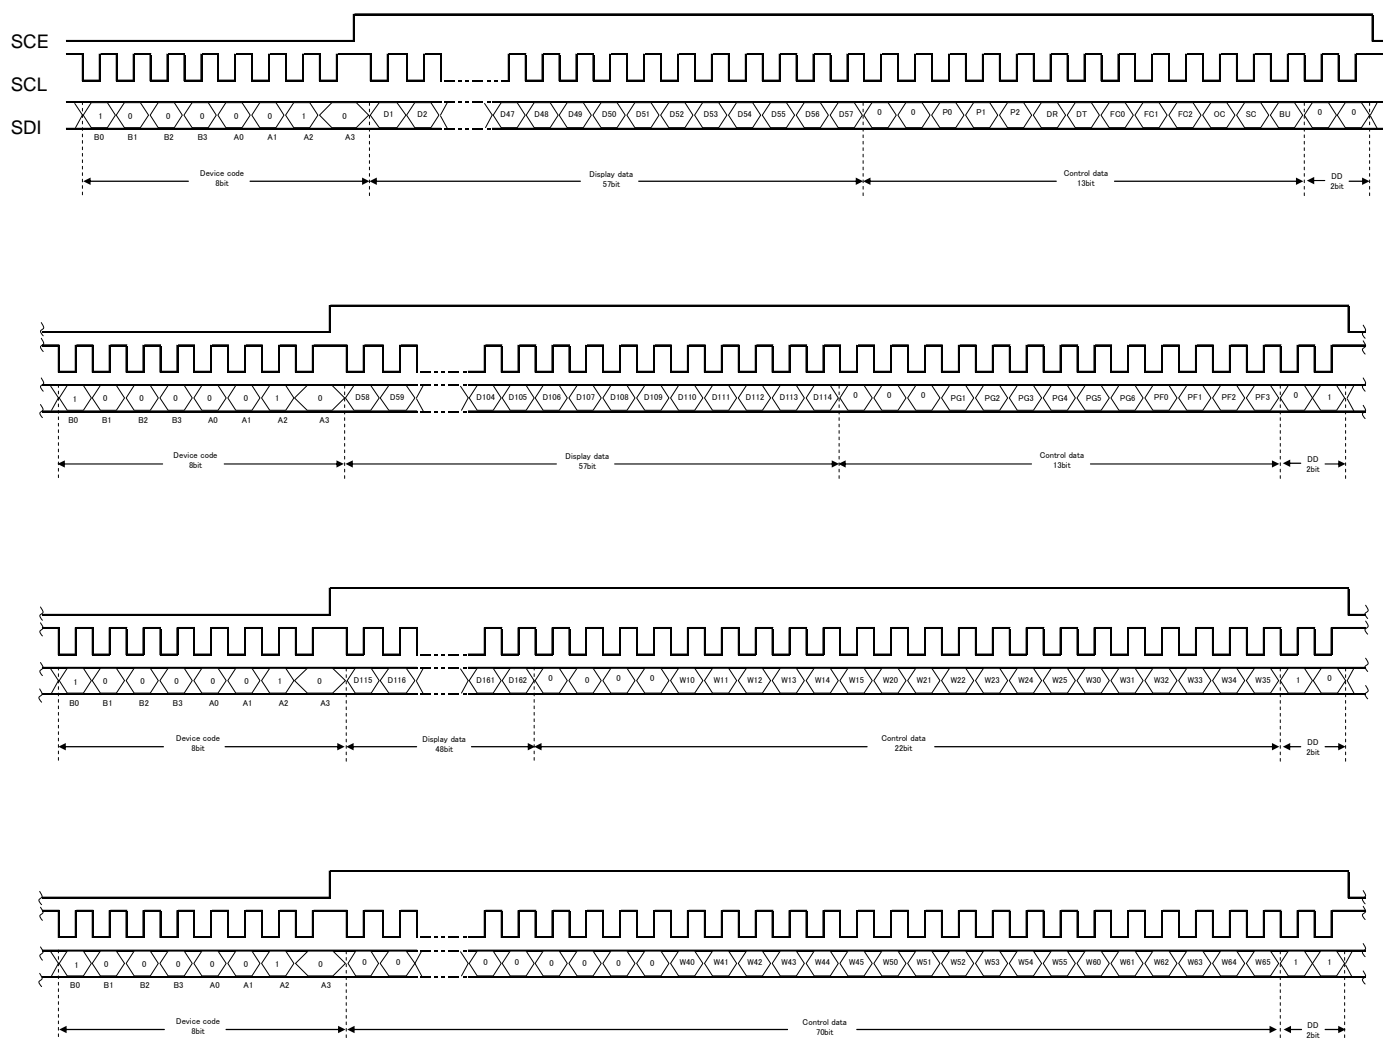 SCE
SCL
SDI
1 0 0 0 0 0 1 0 D1 D2 D47 D48 D49 D50 D51 D52 D53 D54 D55 D56 D57 0 0 P0 P1 P2 DR DT FC0 FC1 FC2 OC SC BU 0 0
B0 B1 B2 B3 A0 A1 A2 A3
Device code Display data Control data DD
8bit 57bit 13bit 2bit
1 0 0 0 0 0 1 0 D58 D59 D104 D105 D106 D107 D108 D109 D110 D111 D112 D113 D114 0 0 0 PG1 PG2 PG3 PG4 PG5 PG6 PF0 PF1 PF2 PF3 0 1
B0 B1 B2 B3 A0 A1 A2 A3
Device code Display data Control data DD
8bit 57bit 13bit 2bit
1 0 0 0 0 0 1 0 D115 D116 D161 D162 0 0 0 0 W10 W11 W12 W13 W14 W15 W20 W21 W22 W23 W24 W25 W30 W31 W32 W33 W34 W35 1 0
B0 B1 B2 B3 A0 A1 A2 A3
Device code Display data Control data DD
8bit 48bit 22bit 2bit
1 0 0 0 0 0 1 0 0 0 0 0 0 0 0 0 W40 W41 W42 W43 W44 W45 W50 W51 W52 W53 W54 W55 W60 W61 W62 W63 W64 W65 1 1
B0 B1 B2 B3 A0 A1 A2 A3
Device code Control data DD
8bit 70bit 2bit